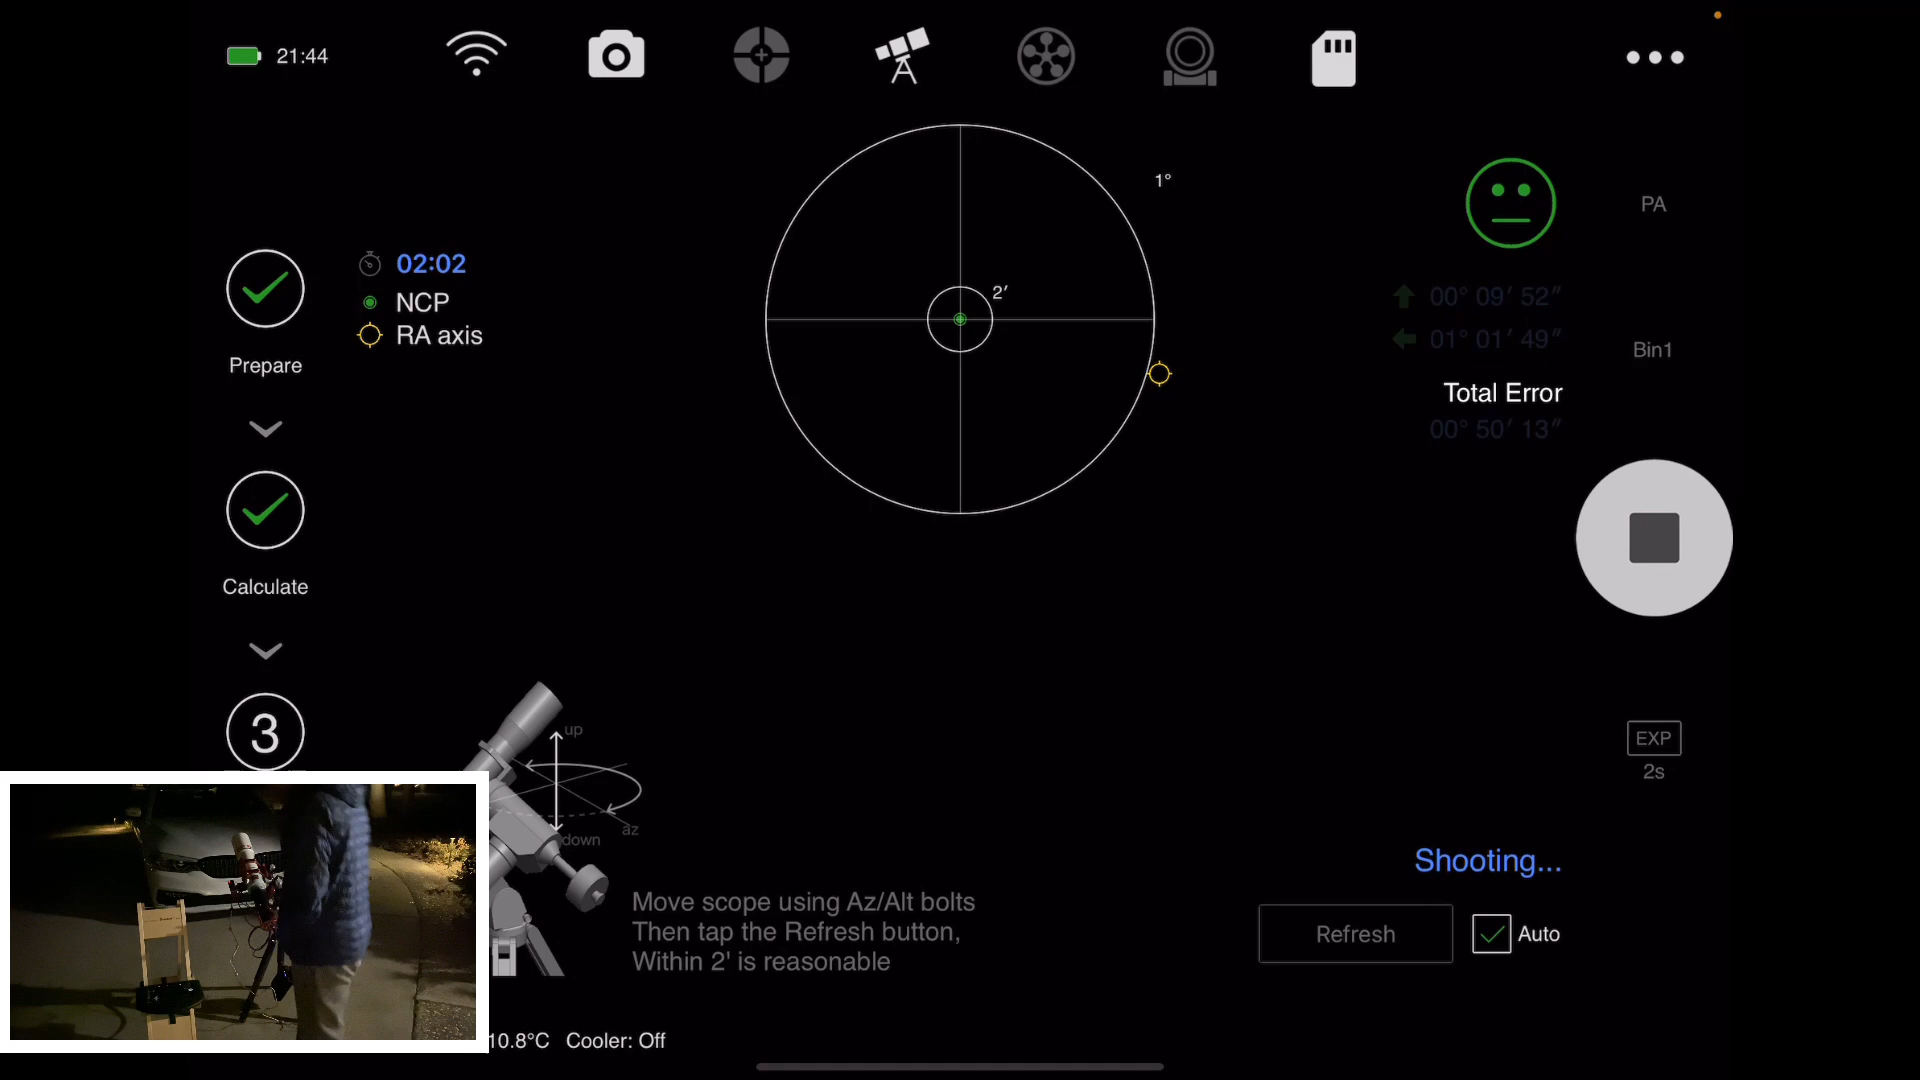 21:44
1°
PA
02:02
NCP
RA axis
2′
00° 09′ 52″
01° 01′ 49″
Bin1
Prepare
Total Error
00° 50′ 13″
Calculate
3
up
az
down
EXP
2s
Shooting...
Move scope using Az/Alt bolts
Then tap the Refresh button,
Within 2' is reasonable
Refresh
Auto
10.8°C Cooler: Off